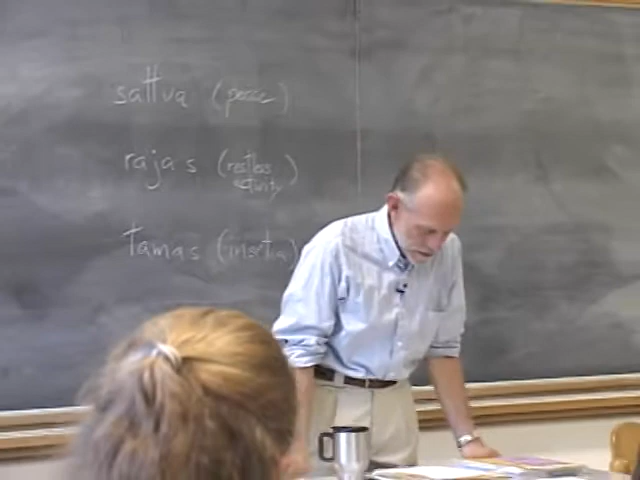 sattva (peace)
rajas (restless
activity)
tamas (inertia)